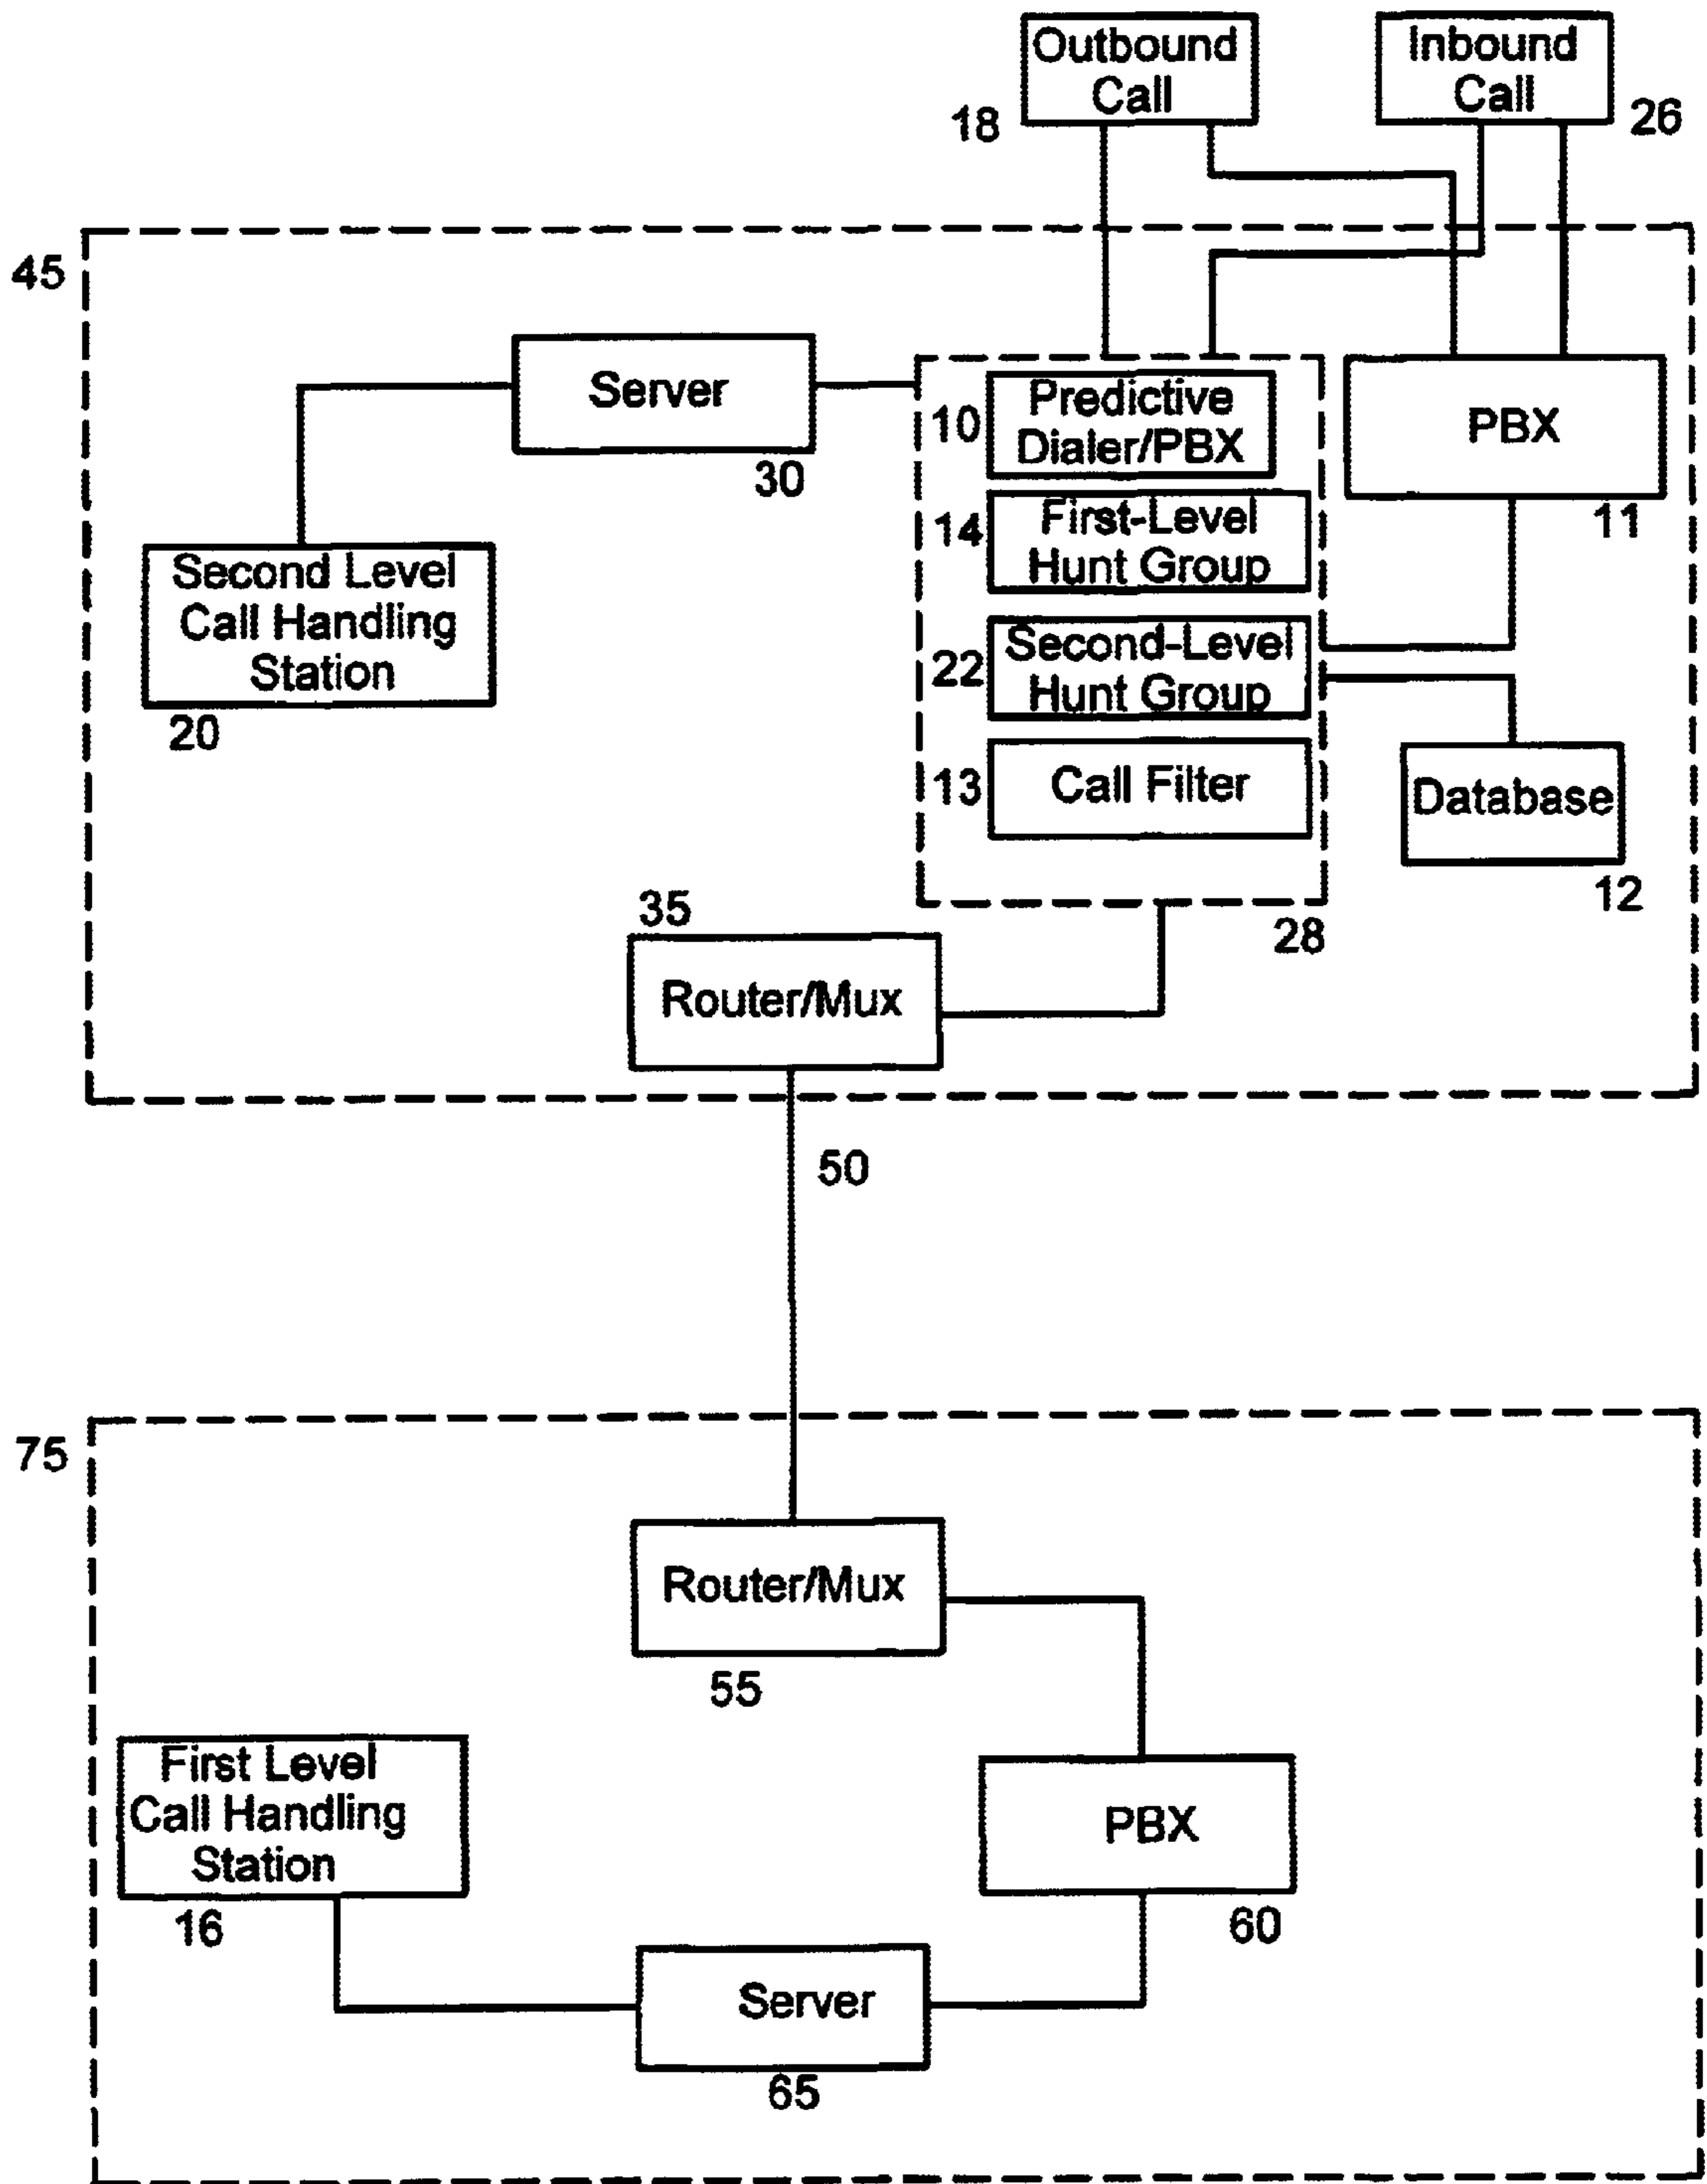 Outbound
Call
18
Inbound
Call
26
45
Server
30
10
Predictive
Dialer/PBX
PBX
11
14
First-Level
Hunt Group
Second Level
Call Handling
Station
20
22
Second-Level
Hunt Group
13
Call Filter
Database
12
28
35
Router/Mux
50
75
Router/Mux
55
First Level
Call Handling
Station
16
PBX
60
Server
65